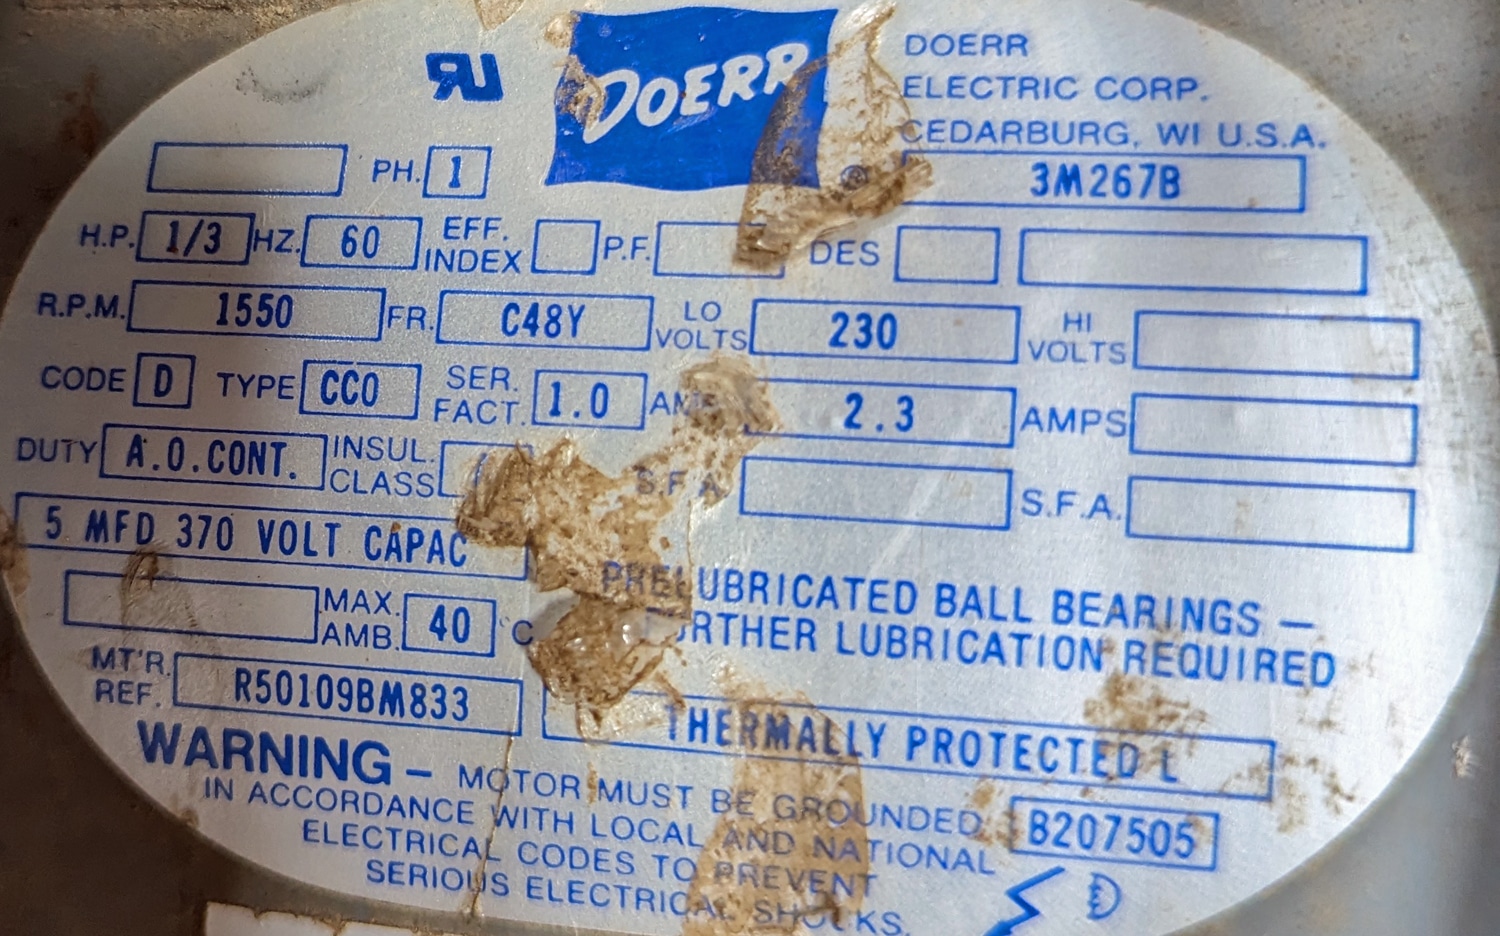 RU
DOERR
DOERR
ELECTRIC CORP.
CEDARBURG, WI U.S.A.
PH. 1 ® 3M267B
H.P. 1/3 HZ. 60 EFF. INDEX P.F. DES
R.P.M. 1550 FR. C48Y LO VOLTS 230 HI VOLTS
CODE D TYPE CCO SER. FACT. 1.0 2.3 AMPS
DUTY A.O.CONT. INSUL. CLASS S.F.A. S.F.A.
5 MFD 370 VOLT CAPAC
PRELUBRICATED BALL BEARINGS —
MAX. AMB. 40 °C
LUBRICATION REQUIRED
MT'R. REF. R50109BM833
THERMALLY PROTECTED L
WARNING – MOTOR MUST BE GROUNDED
IN ACCORDANCE WITH LOCAL AND NATIONAL
ELECTRICAL CODES TO PREVENT
SERIOUS ELECTRICAL SHOCKS.
B207505